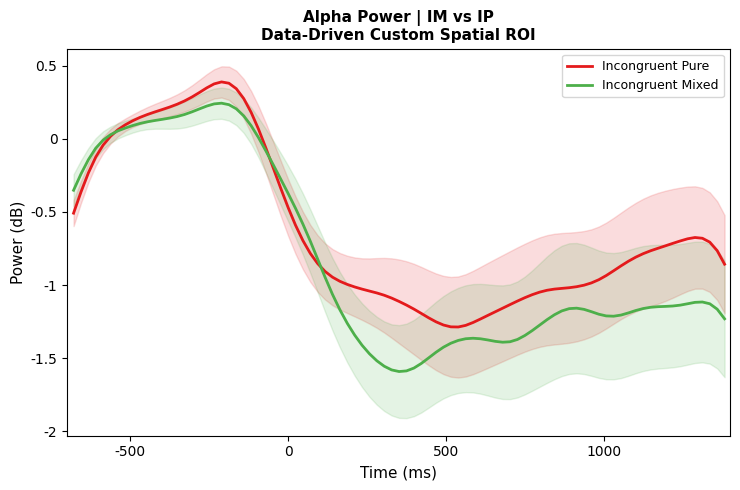 Alpha Power | IM vs IP
Data-Driven Custom Spatial ROI
Incongruent Pure
Incongruent Mixed
Power (dB)
0.5
0
-0.5
-1
-1.5
-2
-500
0
500
1000
Time (ms)